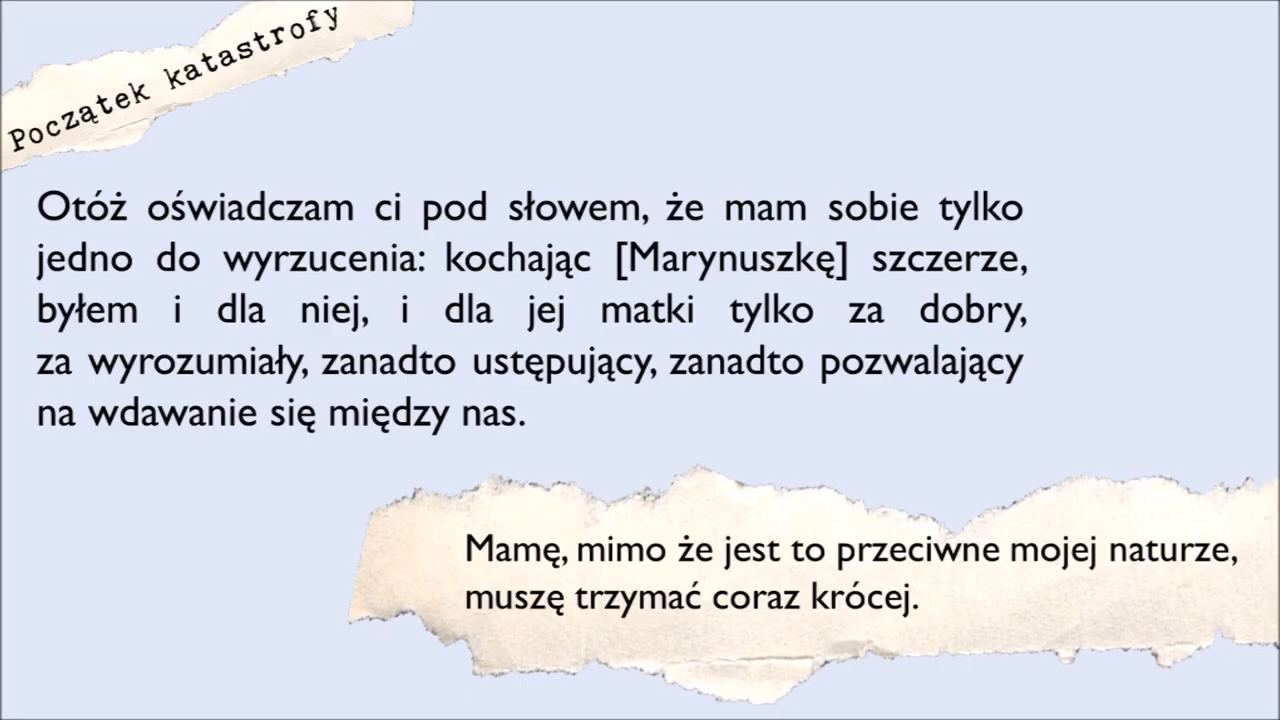 Początek katastrofy
Otóż oświadczam ci pod słowem, że mam sobie tylko
jedno do wyrzucenia: kochając [Marynuszkę] szczerze,
byłem i dla niej, i dla jej matki tylko za dobry,
za wyrozumiały, zanadto ustępujący, zanadto pozwalający
na wdawanie się między nas.
Mamę, mimo że jest to przeciwne mojej naturze,
muszę trzymać coraz krócej.